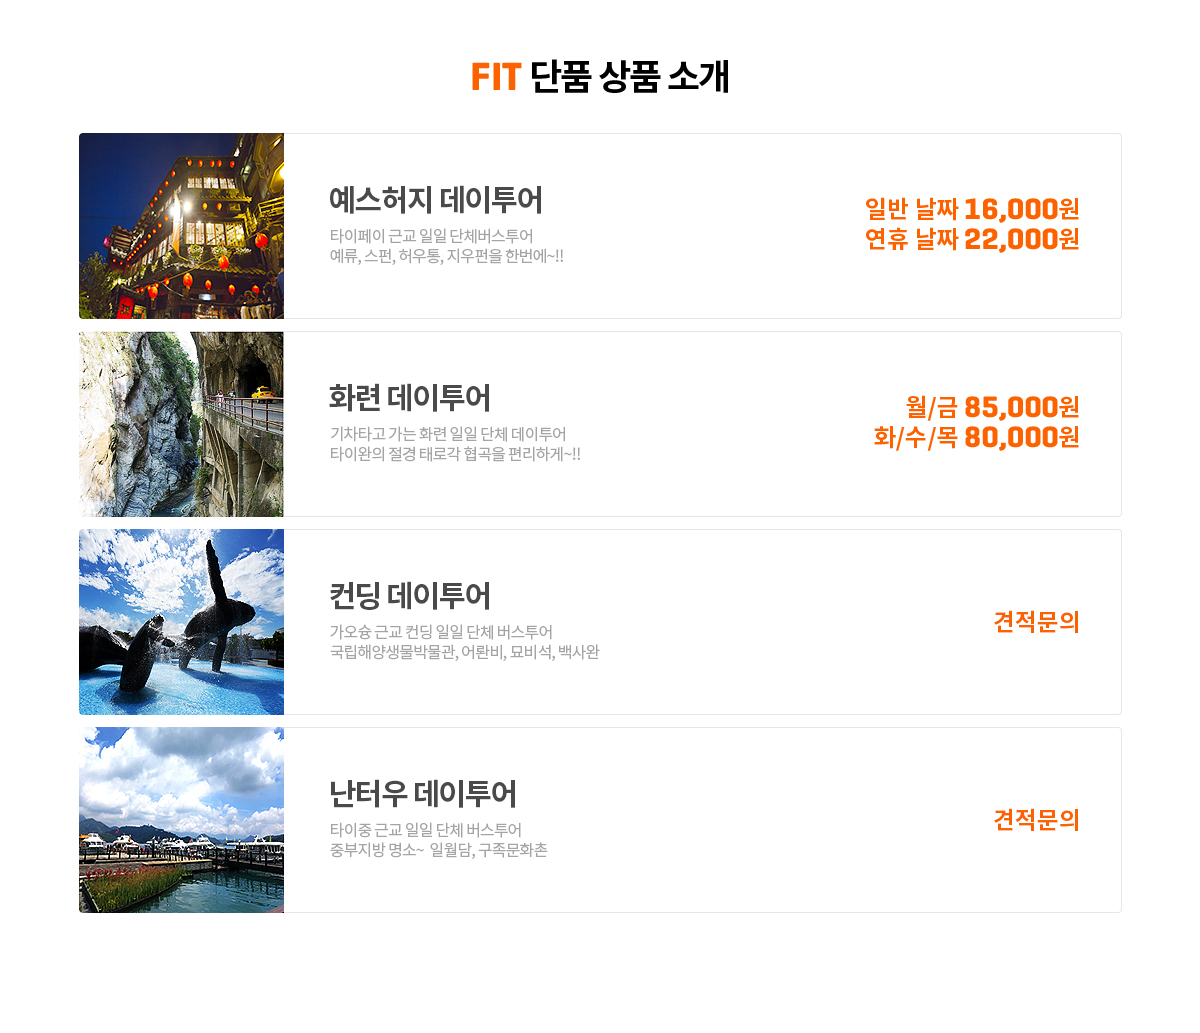 FIT 단품 상품 소개
예스허지 데이투어
타이페이 근교 일일 단체버스투어
예류, 스펀, 허우통, 지우펀을 한번에~!!
일반 날짜 16,000원
연휴 날짜 22,000원
화련 데이투어
기차타고 가는 화련 일일 단체 데이투어
타이완의 절경 태로각 협곡을 편리하게~!!
월/금 85,000원
화/수/목 80,000원
컨딩 데이투어
가오슝 근교 컨딩 일일 단체 버스투어
국립해양생물박물관, 어롼비, 묘비석, 백사완
견적문의
난터우 데이투어
타이중 근교 일일 단체 버스투어
중부지방 명소~ 일월담, 구족문화촌
견적문의